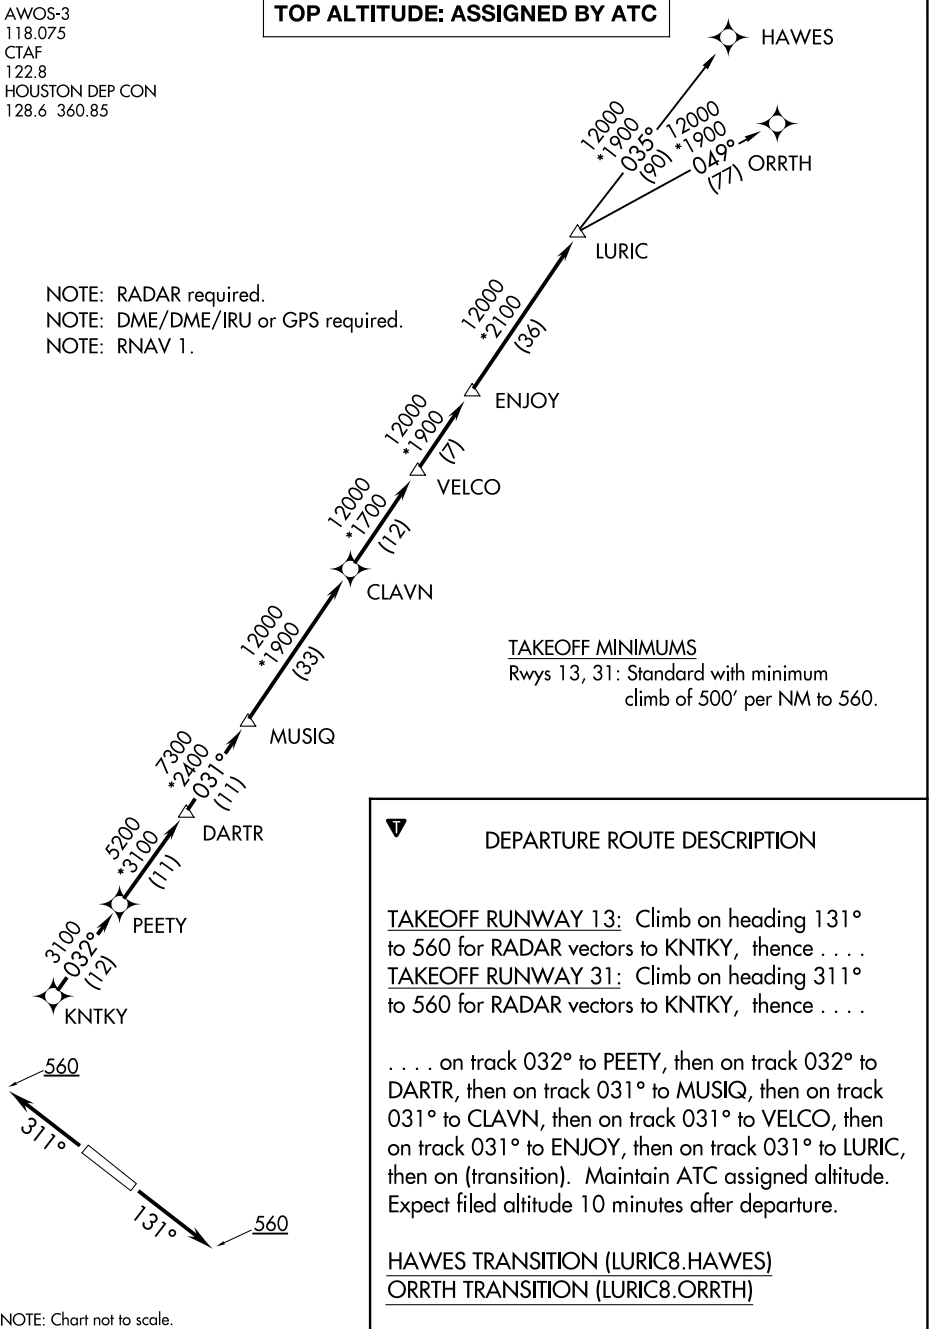 AWOS-3
118.075
CTAF
122.8
HOUSTON DEP CON
128.6 360.85
TOP ALTITUDE: ASSIGNED BY ATC
HAWES
12000
*1900
035°
(90)
12000
*1900
049°
(77)
ORRTH
LURIC
NOTE: RADAR required.
NOTE: DME/DME/IRU or GPS required.
NOTE: RNAV 1.
12000
*2100
(36)
ENJOY
12000
*1900
(7)
VELCO
12000
*1700
(12)
CLAVN
12000
*1900
(33)
TAKEOFF MINIMUMS
Rwys 13, 31: Standard with minimum
climb of 500' per NM to 560.
MUSIQ
7300
*2400
031°
(11)
DARTR
5200
*3100
(11)
PEETY
3100
032°
(12)
KNTKY
560
311°
131°
560
NOTE: Chart not to scale.
T
DEPARTURE ROUTE DESCRIPTION
TAKEOFF RUNWAY 13: Climb on heading 131°
to 560 for RADAR vectors to KNTKY, thence . . . .
TAKEOFF RUNWAY 31: Climb on heading 311°
to 560 for RADAR vectors to KNTKY, thence . . . .
. . . . on track 032° to PEETY, then on track 032° to
DARTR, then on track 031° to MUSIQ, then on track
031° to CLAVN, then on track 031° to VELCO, then
on track 031° to ENJOY, then on track 031° to LURIC,
then on (transition). Maintain ATC assigned altitude.
Expect filed altitude 10 minutes after departure.
HAWES TRANSITION (LURIC8.HAWES)
ORRTH TRANSITION (LURIC8.ORRTH)